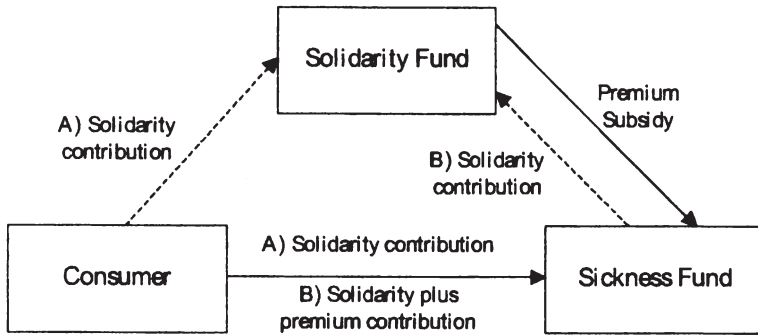 Solidarity Fund
Premium
Subsidy
A) Solidarity
contribution
B) Solidarity
contribution
A) Solidarity contribution
Consumer
Sickness Fund
B) Solidarity plus
premium contribution